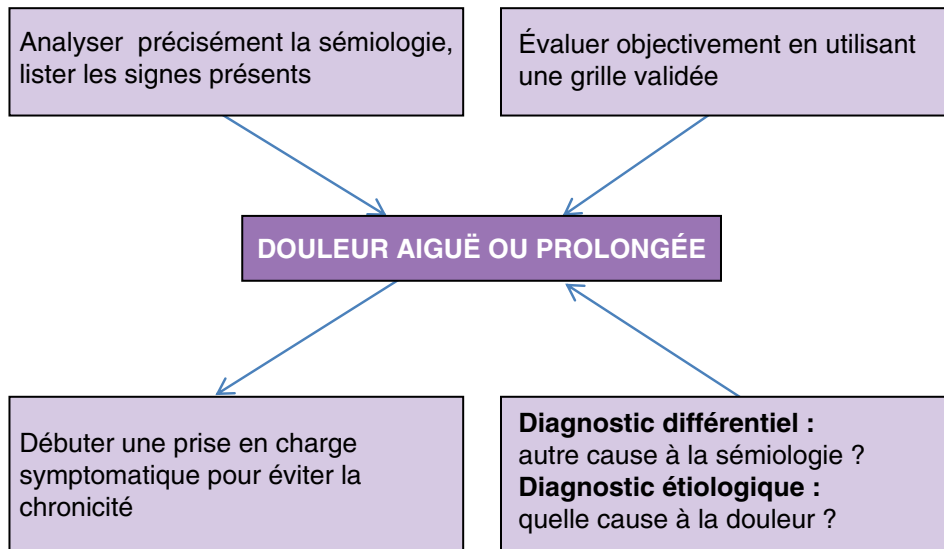 Analyser précisément la sémiologie,
lister les signes présents
Évaluer objectivement en utilisant
une grille validée
DOULEUR AIGUË OU PROLONGÉE
Débuter une prise en charge
symptomatique pour éviter la
chronicité
Diagnostic différentiel :
autre cause à la sémiologie ?
Diagnostic étiologique :
quelle cause à la douleur ?